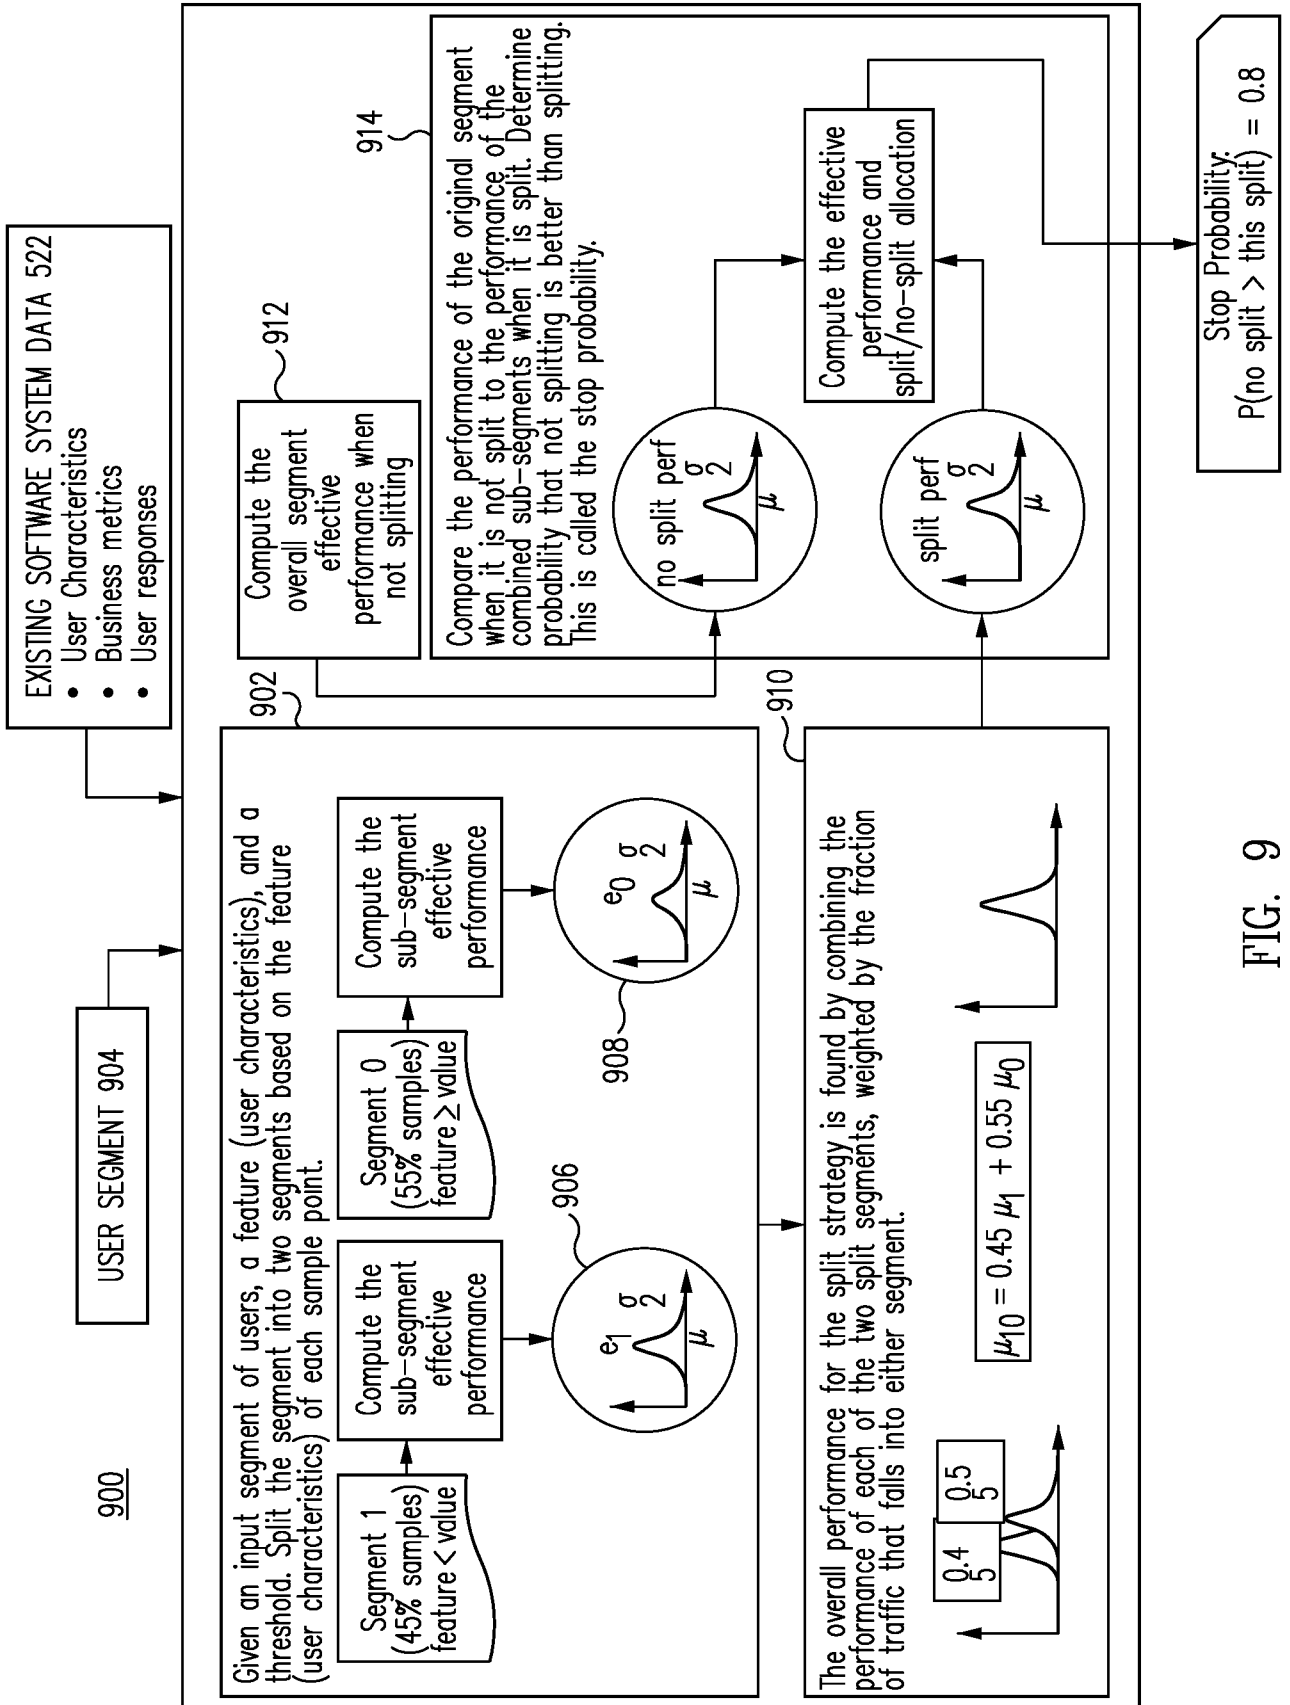 900
USER SEGMENT 904
EXISTING SOFTWARE SYSTEM DATA 522
• User Characteristics
• Business metrics
• User responses
902
Given an input segment of users, a feature (user characteristics), and a
threshold. Split the segment into two segments based on the feature
(user characteristics) of each sample point.
Segment 1
(45% samples)
feature < value
Compute the
sub-segment
effective
performance
e1 σ
2
μ
906
Segment 0
(55% samples)
feature ≥ value
Compute the
sub-segment
effective
performance
e0 σ
2
μ
908
910
The overall performance for the split strategy is found by combining the
performance of each of the two split segments, weighted by the fraction
of traffic that falls into either segment.
0.4
5
0.5
5
μ10 = 0.45 μ1 + 0.55 μ0
912
Compute the
overall segment
effective
performance when
not splitting
914
Compare the performance of the original segment
when it is not split to the performance of the
combined sub-segments when it is split. Determine
probability that not splitting is better than splitting.
This is called the stop probability.
no split perf
σ
2
μ
split perf
σ
2
μ
Compute the effective
performance and
split/no-split allocation
Stop Probability:
P(no split > this split) = 0.8
FIG. 9